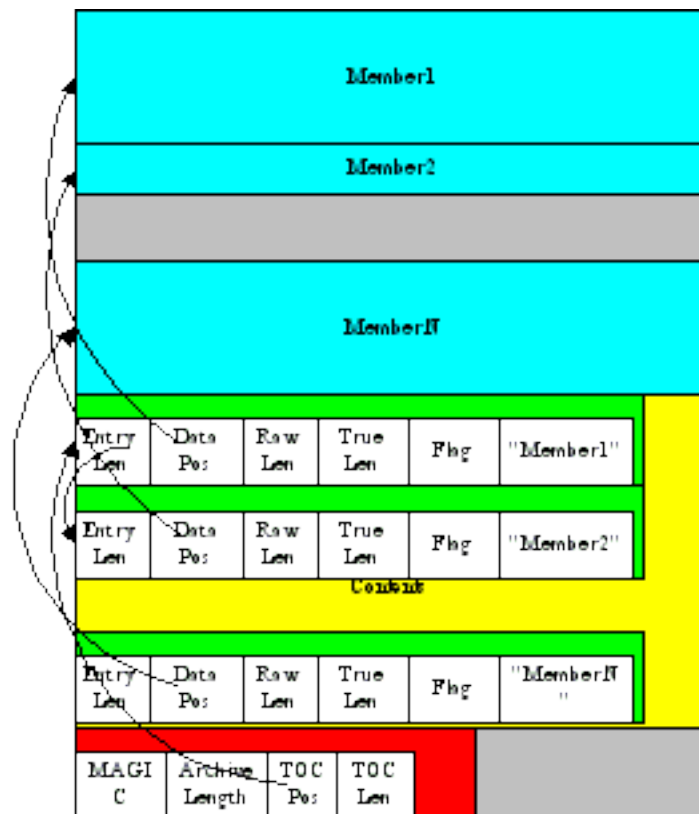 Member1
Member2
MemberN
Entry Data Raw True Flag "Member1"
Len Pos Len Len
Entry Data Raw True Flag "Member2"
Len Pos Len Len
Contents
Entry Data Raw True Flag "MemberN
Len Pos Len Len "
MAGI Archive TOC TOC
C Length Pos Len